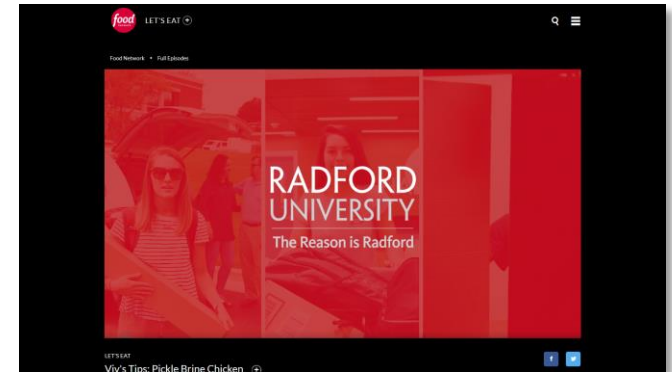 food
network
LET'S EAT
Food Network • Full Episodes
RADFORD
UNIVERSITY
The Reason is Radford
LET'S EAT
Viv's Tips: Pickle Brine Chicken